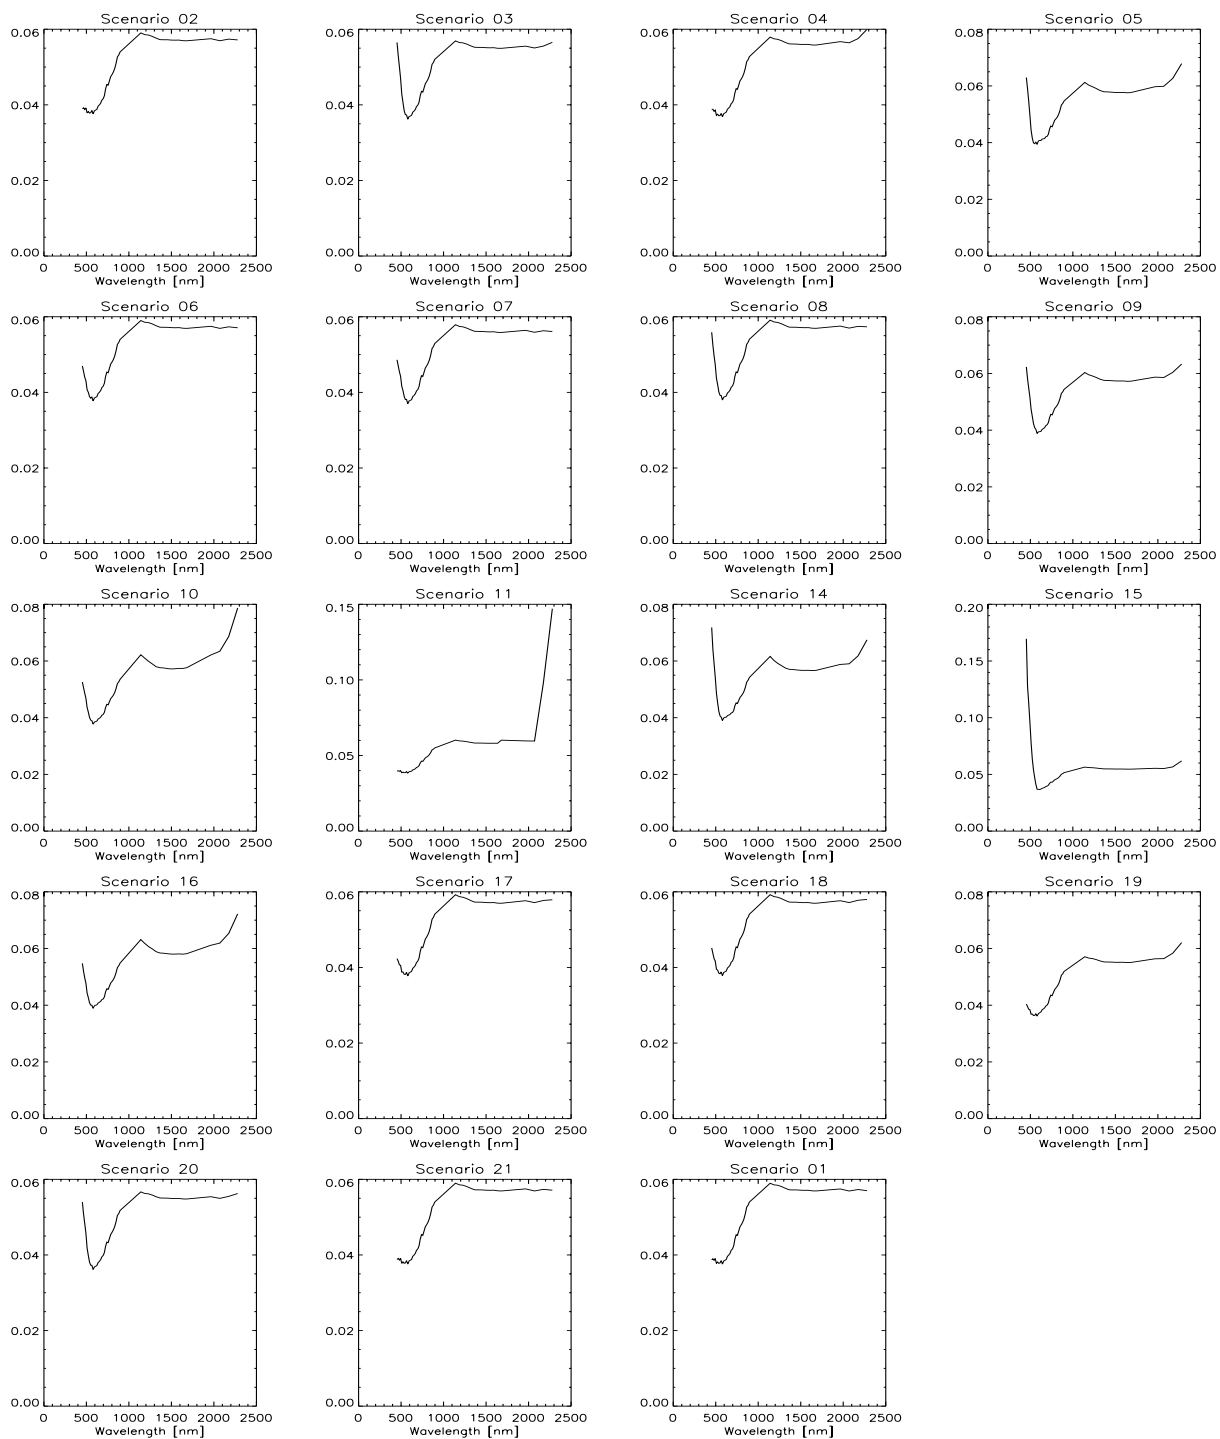 Scenario 02 Scenario 03 Scenario 04 Scenario 05
0.06 0.06 0.06 0.08
0.04 0.04 0.04 0.06
0.02 0.02 0.02 0.04
0.02
0.00 0.00 0.00 0.00
0 500 1000 1500 2000 2500 0 500 1000 1500 2000 2500 0 500 1000 1500 2000 2500 0 500 1000 1500 2000 2500
Wavelength [nm] Wavelength [nm] Wavelength [nm] Wavelength [nm]
Scenario 06 Scenario 07 Scenario 08 Scenario 09
0.06 0.06 0.06 0.08
0.04 0.04 0.04 0.06
0.02 0.02 0.02 0.04
0.02
0.00 0.00 0.00 0.00
0 500 1000 1500 2000 2500 0 500 1000 1500 2000 2500 0 500 1000 1500 2000 2500 0 500 1000 1500 2000 2500
Wavelength [nm] Wavelength [nm] Wavelength [nm] Wavelength [nm]
Scenario 10 Scenario 11 Scenario 14 Scenario 15
0.08 0.15 0.08 0.20
0.06 0.10 0.06 0.15
0.04 0.05 0.04 0.10
0.02 0.02 0.05
0.00 0.00 0.00 0.00
0 500 1000 1500 2000 2500 0 500 1000 1500 2000 2500 0 500 1000 1500 2000 2500 0 500 1000 1500 2000 2500
Wavelength [nm] Wavelength [nm] Wavelength [nm] Wavelength [nm]
Scenario 16 Scenario 17 Scenario 18 Scenario 19
0.08 0.06 0.06 0.08
0.06 0.04 0.04 0.06
0.04 0.02 0.02 0.04
0.02 0.02
0.00 0.00 0.00 0.00
0 500 1000 1500 2000 2500 0 500 1000 1500 2000 2500 0 500 1000 1500 2000 2500 0 500 1000 1500 2000 2500
Wavelength [nm] Wavelength [nm] Wavelength [nm] Wavelength [nm]
Scenario 20 Scenario 21 Scenario 01
0.06 0.06 0.06
0.04 0.04 0.04
0.02 0.02 0.02
0.00 0.00 0.00
0 500 1000 1500 2000 2500 0 500 1000 1500 2000 2500 0 500 1000 1500 2000 2500
Wavelength [nm] Wavelength [nm] Wavelength [nm]